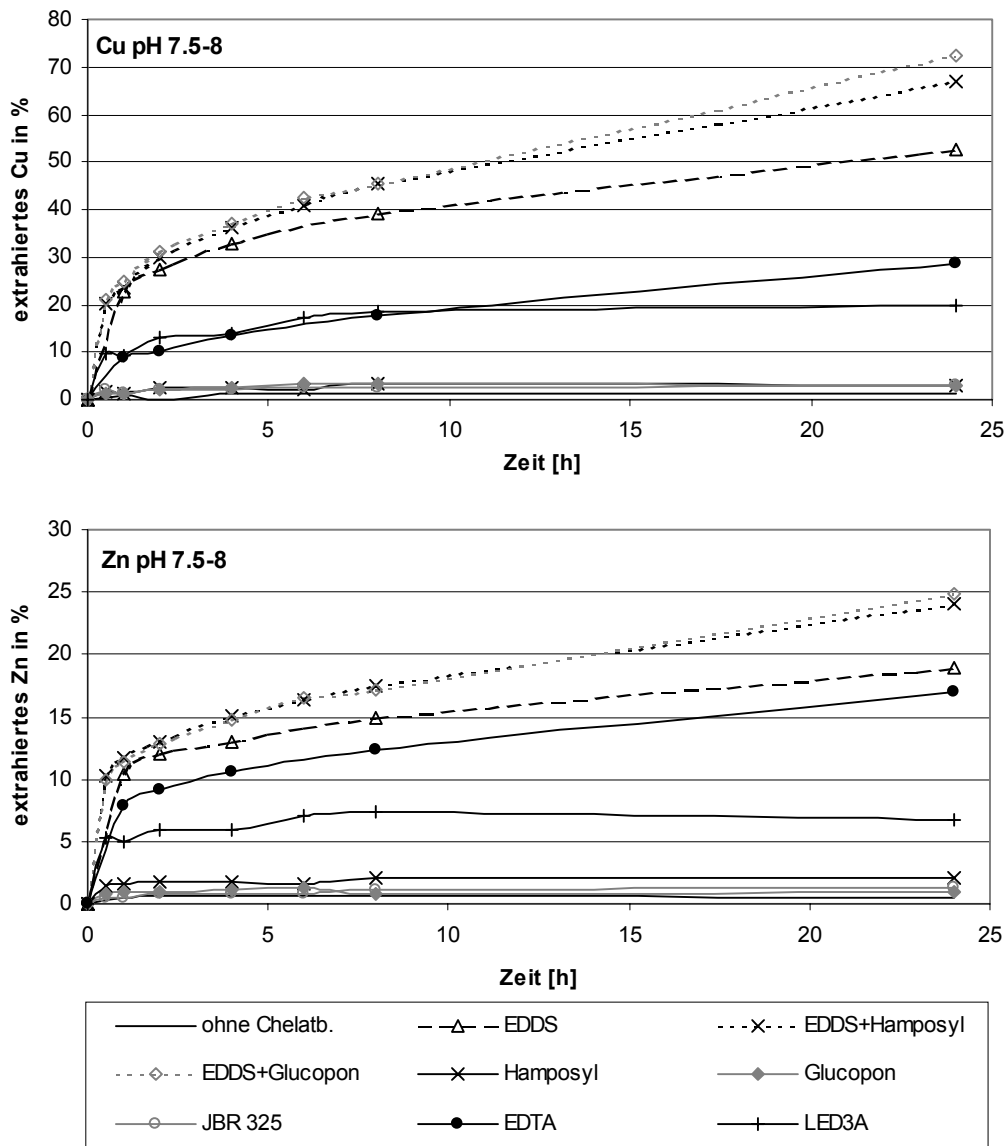 Cu pH 7.5-8
extrahiertes Cu in %
80
70
60
50
40
30
20
10
0
0 5 10 15 20 25
Zeit [h]
Zn pH 7.5-8
extrahiertes Zn in %
30
25
20
15
10
5
0
0 5 10 15 20 25
Zeit [h]
ohne Chelatb. EDDS EDDS+Hamposyl
EDDS+Glucopon Hamposyl Glucopon
JBR 325 EDTA LED3A